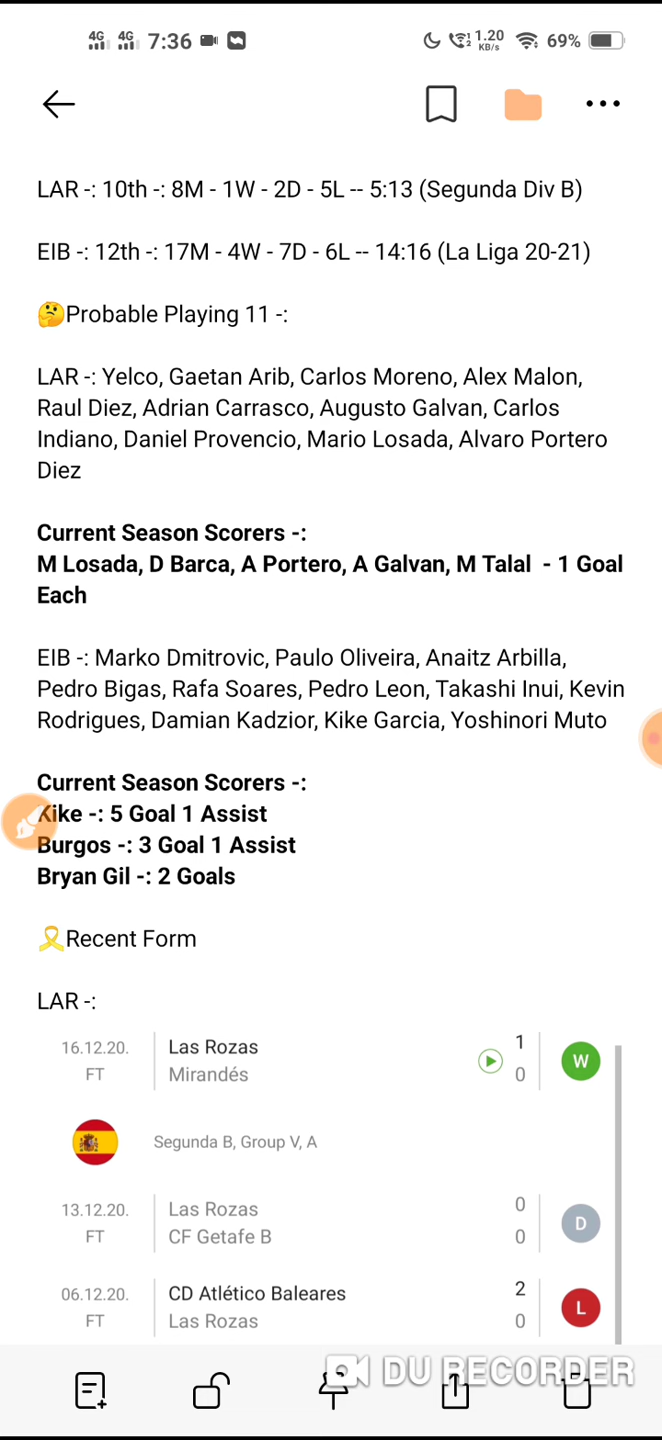 4G 4G 7:36 1.20 KB/s 69%
LAR -: 10th -: 8M - 1W - 2D - 5L -- 5:13 (Segunda Div B)
EIB -: 12th -: 17M - 4W - 7D - 6L -- 14:16 (La Liga 20-21)
🤔Probable Playing 11 -:
LAR -: Yelco, Gaetan Arib, Carlos Moreno, Alex Malon,
Raul Diez, Adrian Carrasco, Augusto Galvan, Carlos
Indiano, Daniel Provencio, Mario Losada, Alvaro Portero
Diez
Current Season Scorers -:
M Losada, D Barca, A Portero, A Galvan, M Talal - 1 Goal
Each
EIB -: Marko Dmitrovic, Paulo Oliveira, Anaitz Arbilla,
Pedro Bigas, Rafa Soares, Pedro Leon, Takashi Inui, Kevin
Rodrigues, Damian Kadzior, Kike Garcia, Yoshinori Muto
Current Season Scorers -:
Kike -: 5 Goal 1 Assist
Burgos -: 3 Goal 1 Assist
Bryan Gil -: 2 Goals
🎗Recent Form
LAR -:
16.12.20. Las Rozas 1 W
FT Mirandés 0
Segunda B, Group V, A
13.12.20. Las Rozas 0 D
FT CF Getafe B 0
06.12.20. CD Atlético Baleares 2 L
FT Las Rozas 0
DU RECORDER